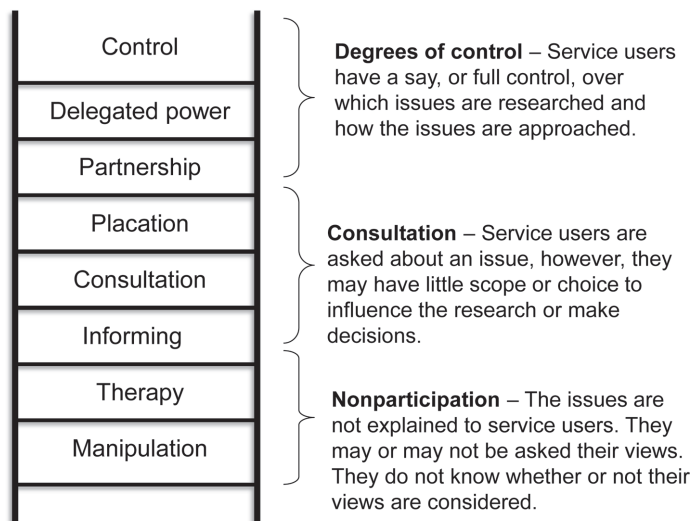 Control
Delegated power
Partnership
Placation
Consultation
Informing
Therapy
Manipulation
Degrees of control – Service users
have a say, or full control, over
which issues are researched and
how the issues are approached.
Consultation – Service users are
asked about an issue, however, they
may have little scope or choice to
influence the research or make
decisions.
Nonparticipation – The issues are
not explained to service users. They
may or may not be asked their views.
They do not know whether or not their
views are considered.